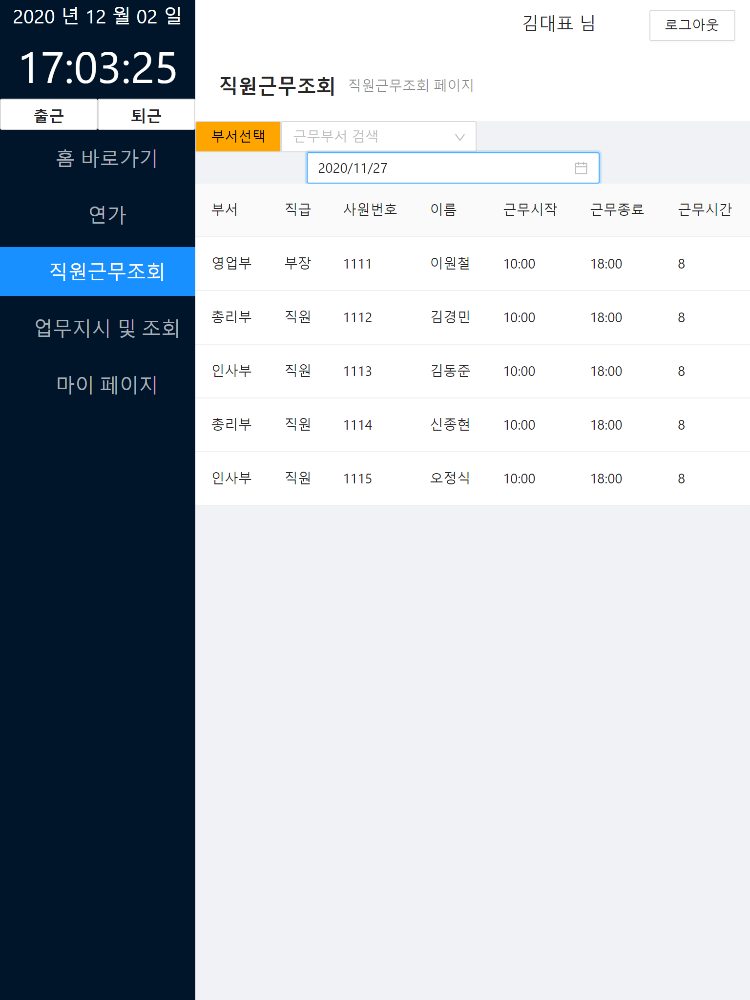 2020 년 12 월 02 일
17:03:25
출근 퇴근
홈 바로가기
연가
직원근무조회
업무지시 및 조회
마이 페이지
김대표 님 로그아웃
직원근무조회 직원근무조회 페이지
부서선택 근무부서 검색
2020/11/27
부서 직급 사원번호 이름 근무시작 근무종료 근무시간
영업부 부장 1111 이원철 10:00 18:00 8
총리부 직원 1112 김경민 10:00 18:00 8
인사부 직원 1113 김동준 10:00 18:00 8
총리부 직원 1114 신종현 10:00 18:00 8
인사부 직원 1115 오정식 10:00 18:00 8